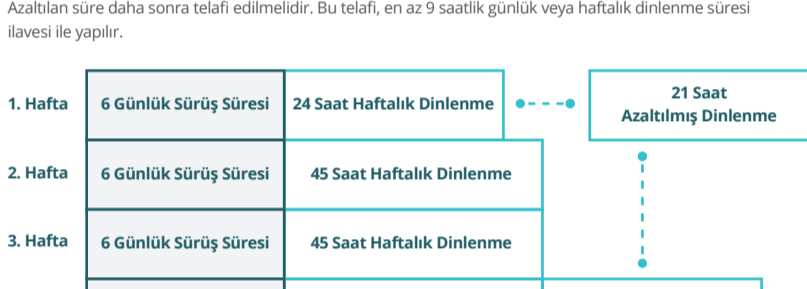 Azaltılan süre daha sonra telafi edilmelidir. Bu telafi, en az 9 saatlik günlük veya haftalık dinlenme süresi
ilavesi ile yapılır.
1. Hafta 6 Günlük Sürüş Süresi 24 Saat Haftalık Dinlenme 21 Saat
Azaltılmış Dinlenme
2. Hafta 6 Günlük Sürüş Süresi 45 Saat Haftalık Dinlenme
3. Hafta 6 Günlük Sürüş Süresi 45 Saat Haftalık Dinlenme